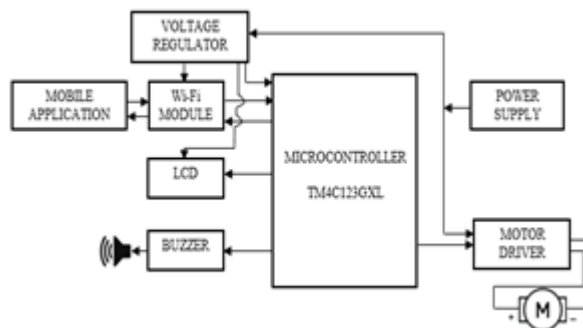 VOLTAGE
REGULATOR
MOBILE
APPLICATION
Wi-Fi
MODULE
POWER
SUPPLY
MICROCONTROLLER
TM4C123GXL
LCD
BUZZER
MOTOR
DRIVER
+ M −